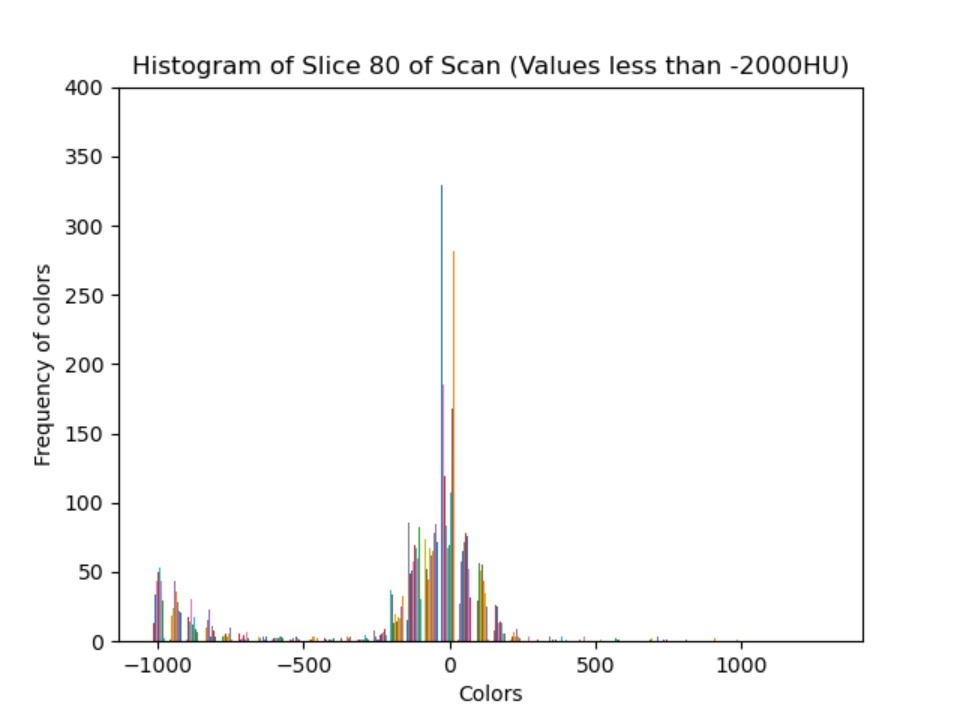 Histogram of Slice 80 of Scan (Values less than -2000HU)
400
350
300
250
200
150
100
50
0
Frequency of colors
−1000 −500 0 500 1000
Colors